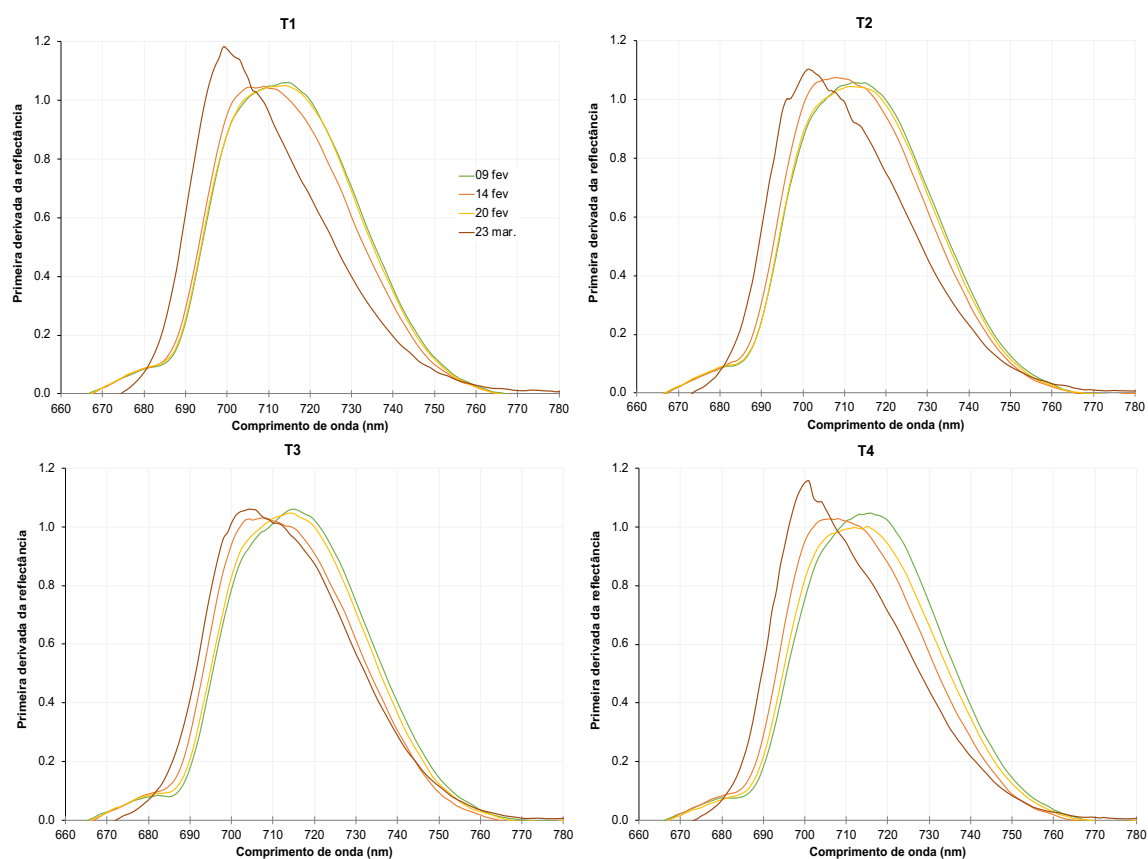 T1
Primeira derivada da reflectância
1.2
1.0
0.8
0.6
0.4
0.2
0.0
660 670 680 690 700 710 720 730 740 750 760 770 780
Comprimento de onda (nm)
09 fev
14 fev
20 fev
23 mar.
T2
Primeira derivada da reflectância
1.2
1.0
0.8
0.6
0.4
0.2
0.0
660 670 680 690 700 710 720 730 740 750 760 770 780
Comprimento de onda (nm)
T3
Primeira derivada da reflectância
1.2
1.0
0.8
0.6
0.4
0.2
0.0
660 670 680 690 700 710 720 730 740 750 760 770 780
Comprimento de onda (nm)
T4
Primeira derivada da reflectância
1.2
1.0
0.8
0.6
0.4
0.2
0.0
660 670 680 690 700 710 720 730 740 750 760 770 780
Comprimento de onda (nm)